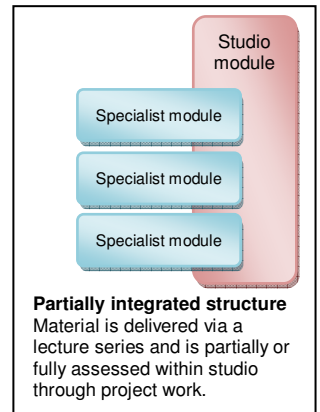 Studio
module
Specialist module
Specialist module
Specialist module
Partially integrated structure
Material is delivered via a
lecture series and is partially or
fully assessed within studio
through project work.